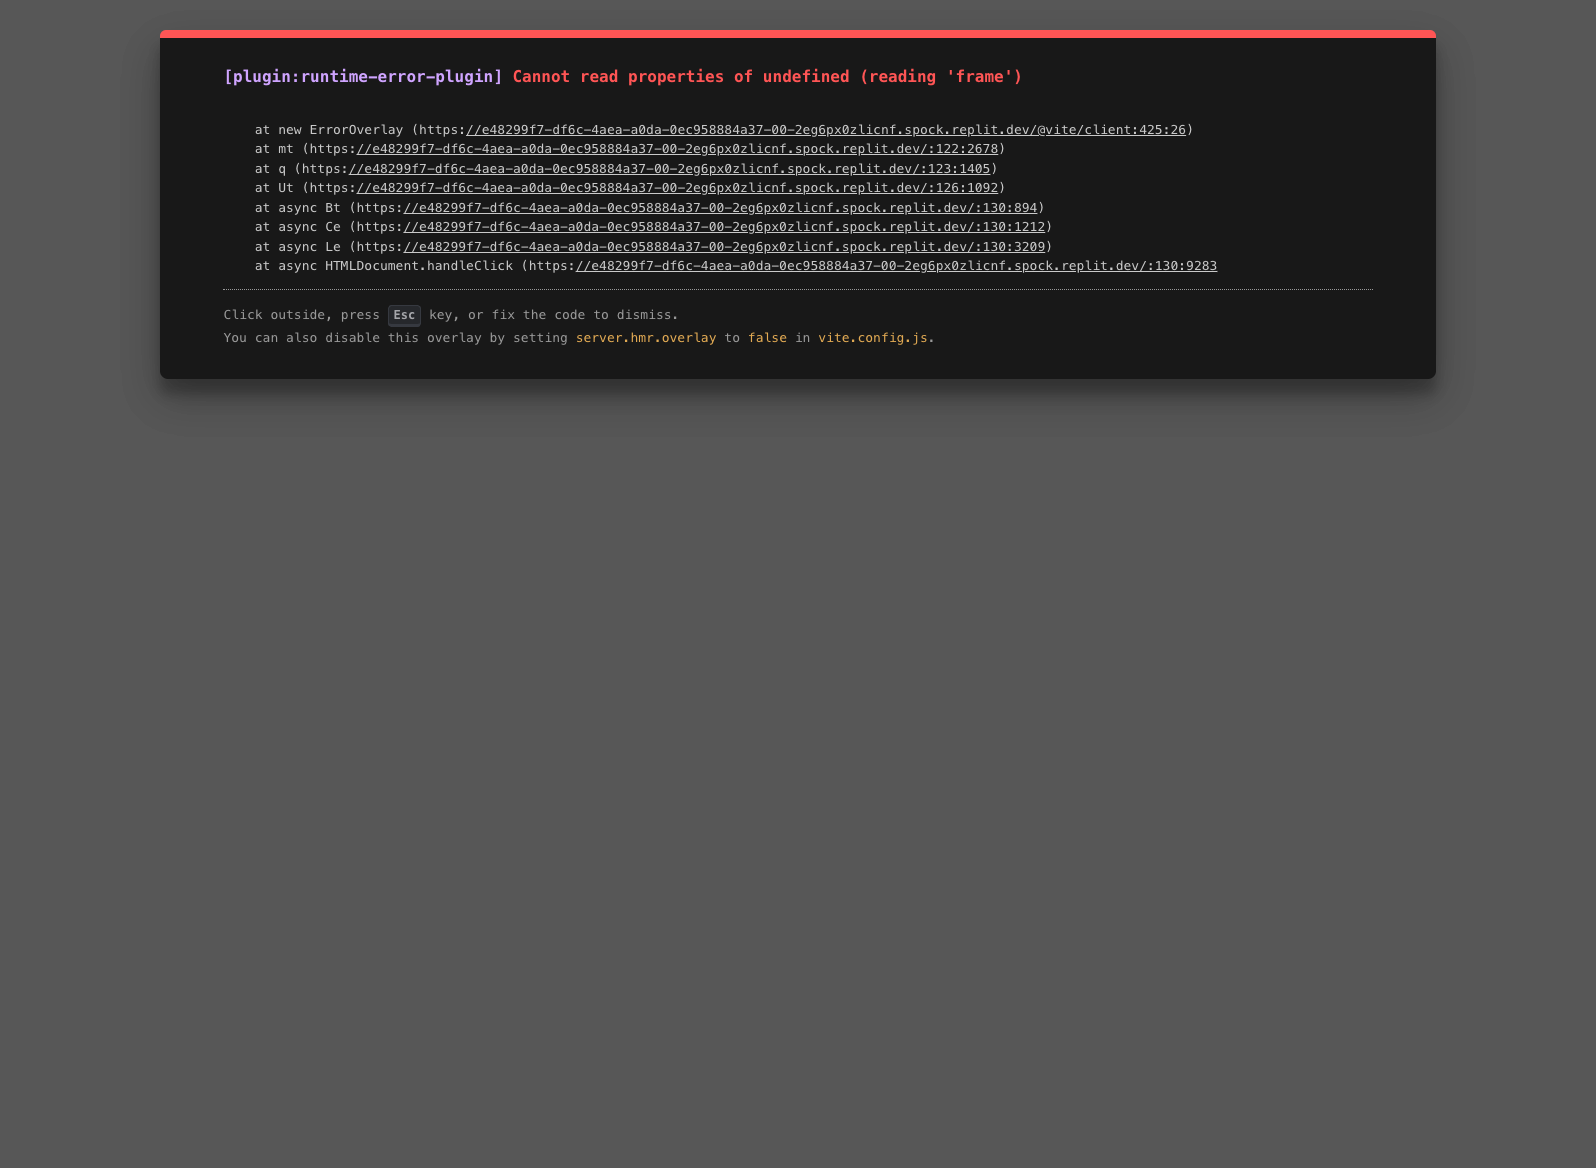 [plugin:runtime-error-plugin] Cannot read properties of undefined (reading 'frame')
at new ErrorOverlay (https://e48299f7-df6c-4aea-a0da-0ec958884a37-00-2eg6px0zlicnf.spock.replit.dev/@vite/client:425:26)
at mt (https://e48299f7-df6c-4aea-a0da-0ec958884a37-00-2eg6px0zlicnf.spock.replit.dev/:122:2678)
at q (https://e48299f7-df6c-4aea-a0da-0ec958884a37-00-2eg6px0zlicnf.spock.replit.dev/:123:1405)
at Ut (https://e48299f7-df6c-4aea-a0da-0ec958884a37-00-2eg6px0zlicnf.spock.replit.dev/:126:1092)
at async Bt (https://e48299f7-df6c-4aea-a0da-0ec958884a37-00-2eg6px0zlicnf.spock.replit.dev/:130:894)
at async Ce (https://e48299f7-df6c-4aea-a0da-0ec958884a37-00-2eg6px0zlicnf.spock.replit.dev/:130:1212)
at async Le (https://e48299f7-df6c-4aea-a0da-0ec958884a37-00-2eg6px0zlicnf.spock.replit.dev/:130:3209)
at async HTMLDocument.handleClick (https://e48299f7-df6c-4aea-a0da-0ec958884a37-00-2eg6px0zlicnf.spock.replit.dev/:130:9283
Click outside, press Esc key, or fix the code to dismiss.
You can also disable this overlay by setting server.hmr.overlay to false in vite.config.js.